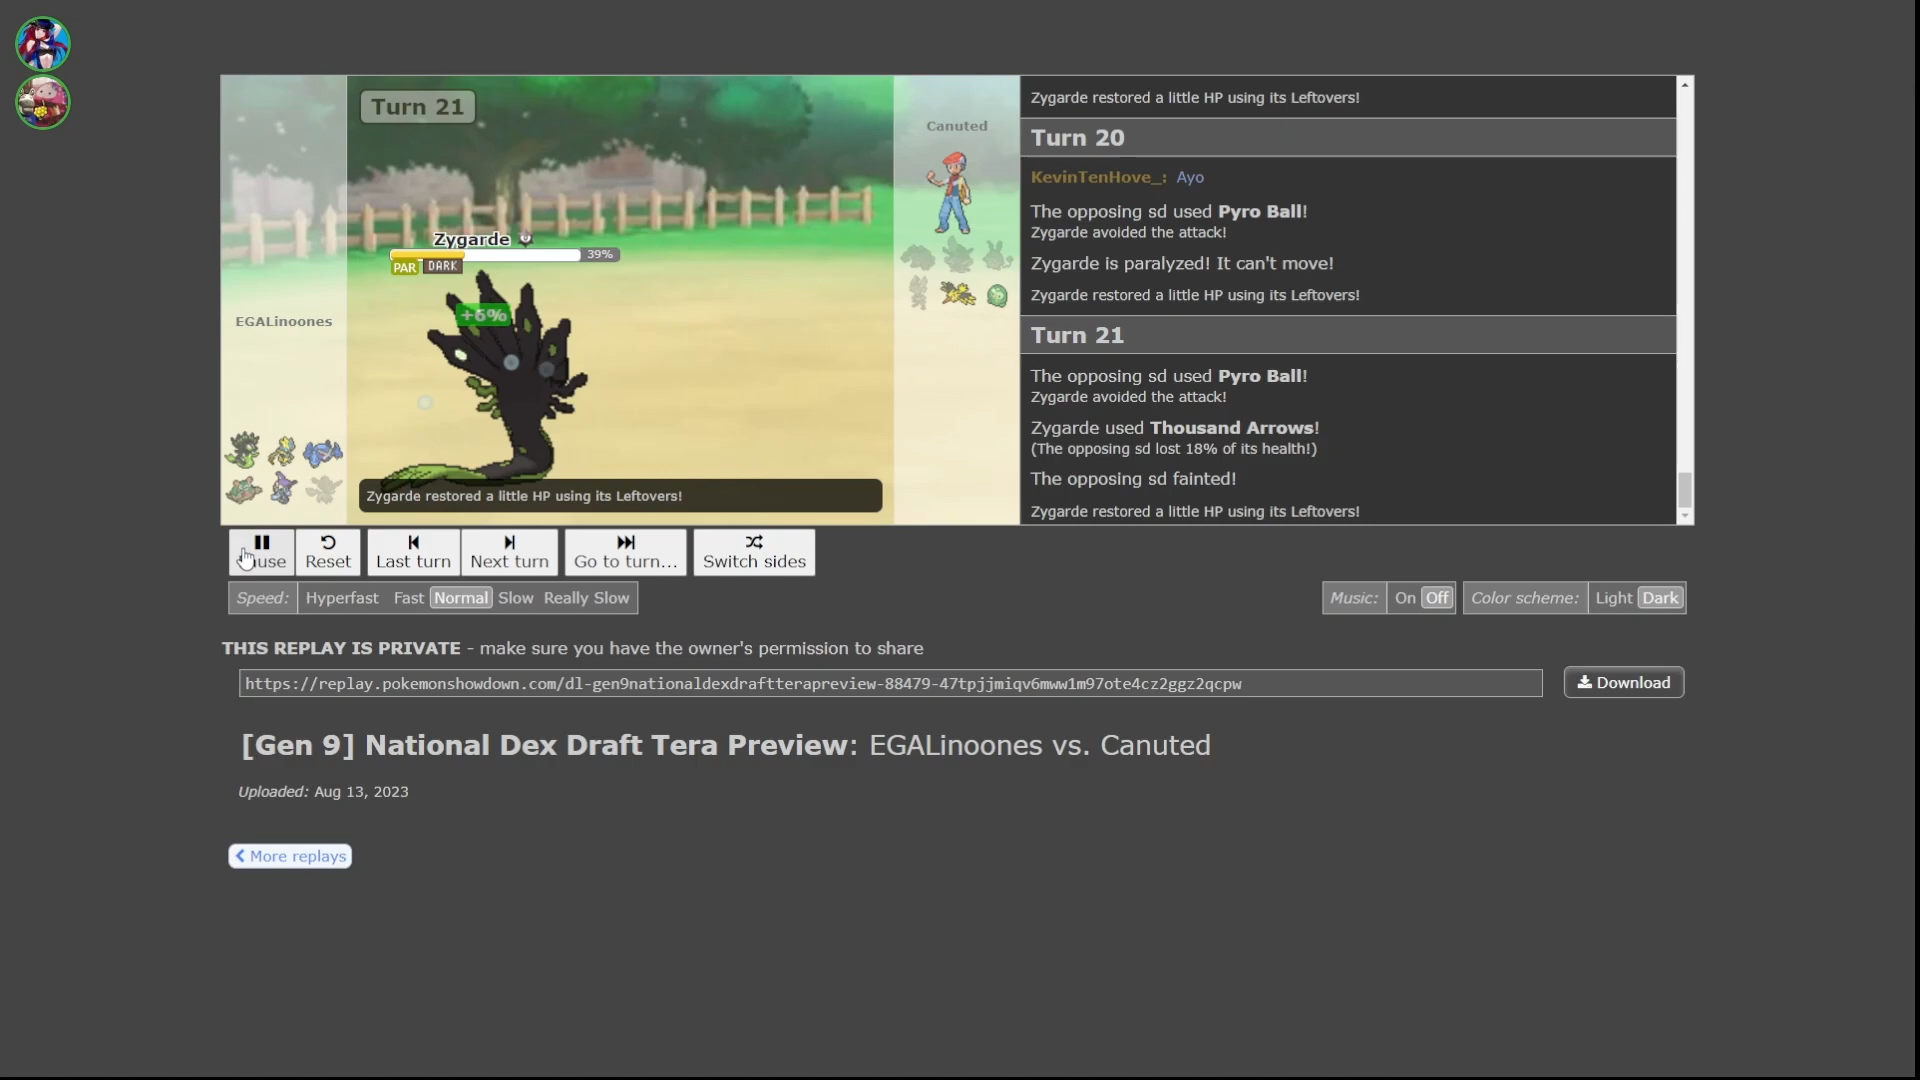 Turn 21
Zygarde
39%
PAR DARK
+6%
EGALinoones
Zygarde restored a little HP using its Leftovers!
Canuted
Zygarde restored a little HP using its Leftovers!
Turn 20
KevinTenHove_: Ayo
The opposing sd used Pyro Ball!
Zygarde avoided the attack!
Zygarde is paralyzed! It can't move!
Zygarde restored a little HP using its Leftovers!
Turn 21
The opposing sd used Pyro Ball!
Zygarde avoided the attack!
Zygarde used Thousand Arrows!
(The opposing sd lost 18% of its health!)
The opposing sd fainted!
Zygarde restored a little HP using its Leftovers!
Reset Last turn Next turn Go to turn... Switch sides
Speed: Hyperfast Fast Normal Slow Really Slow
Music: On Off Color scheme: Light Dark
THIS REPLAY IS PRIVATE - make sure you have the owner's permission to share
https://replay.pokemonshowdown.com/dl-gen9nationaldexdraftterapreview-88479-47tpjjmiqv6mww1m97ote4cz2ggz2qcpw
Download
[Gen 9] National Dex Draft Tera Preview: EGALinoones vs. Canuted
Uploaded: Aug 13, 2023
More replays